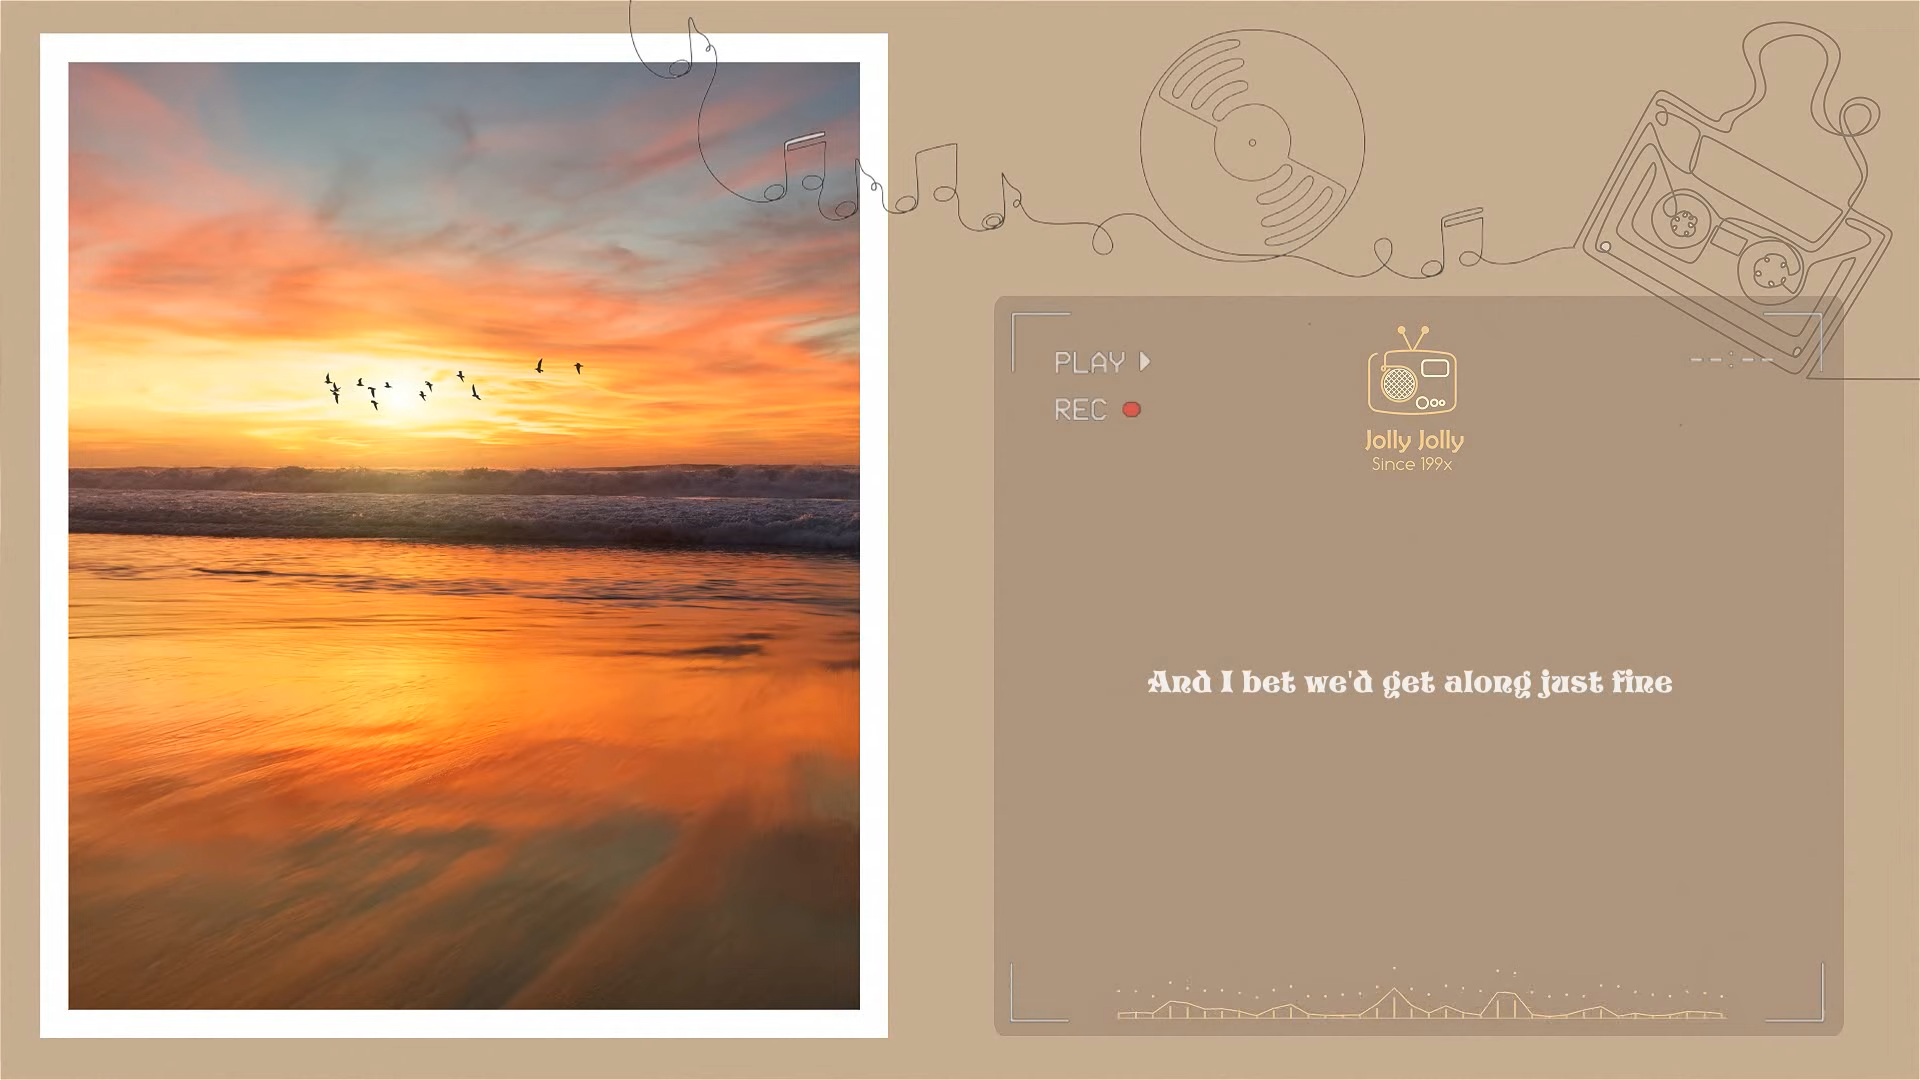 PLAY
REC
--:--
Jolly Jolly
Since 199x
And I bet we'd get along just fine